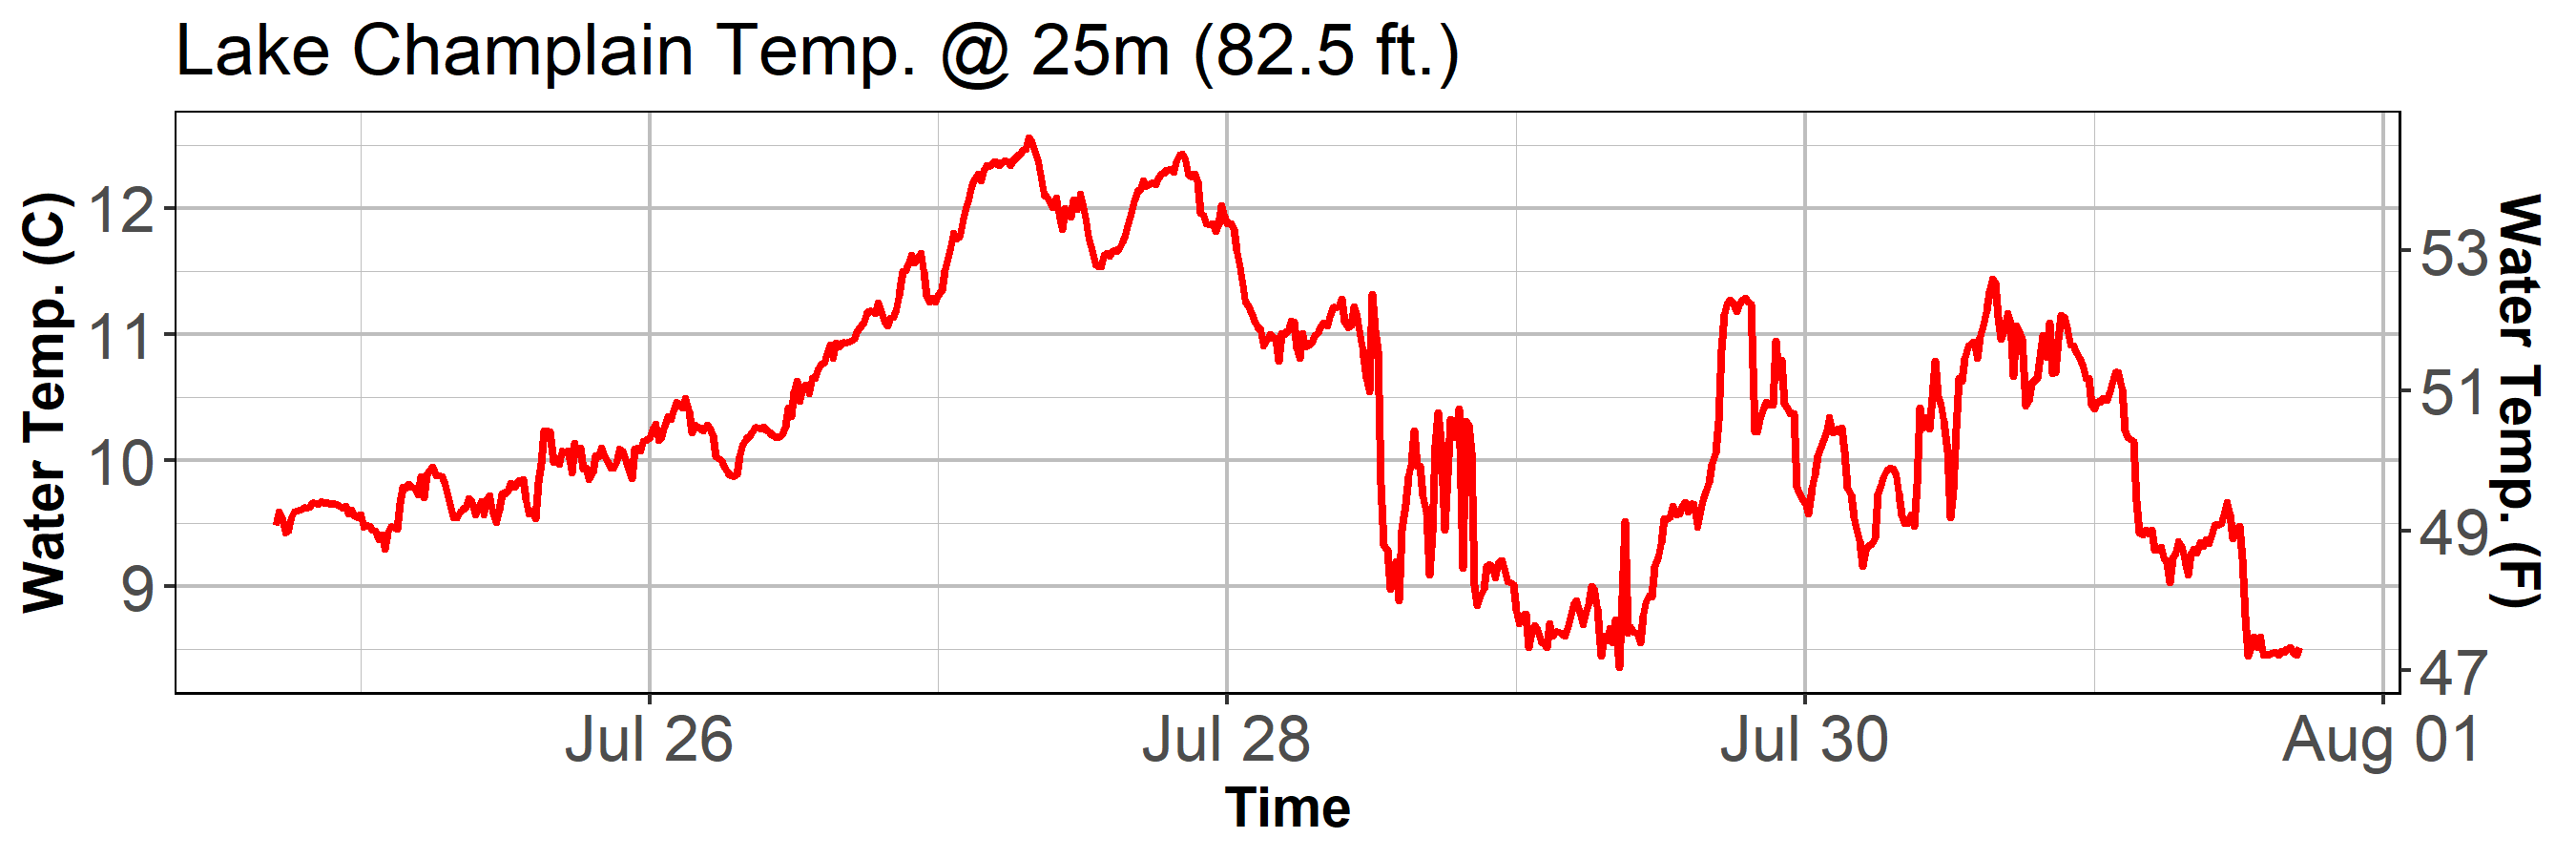 Lake Champlain Temp. @ 25m (82.5 ft.)
Water Temp. (C)
12
11
10
9
53
51
49
47
Water Temp. (F)
Jul 26
Jul 28
Jul 30
Aug 01
Time